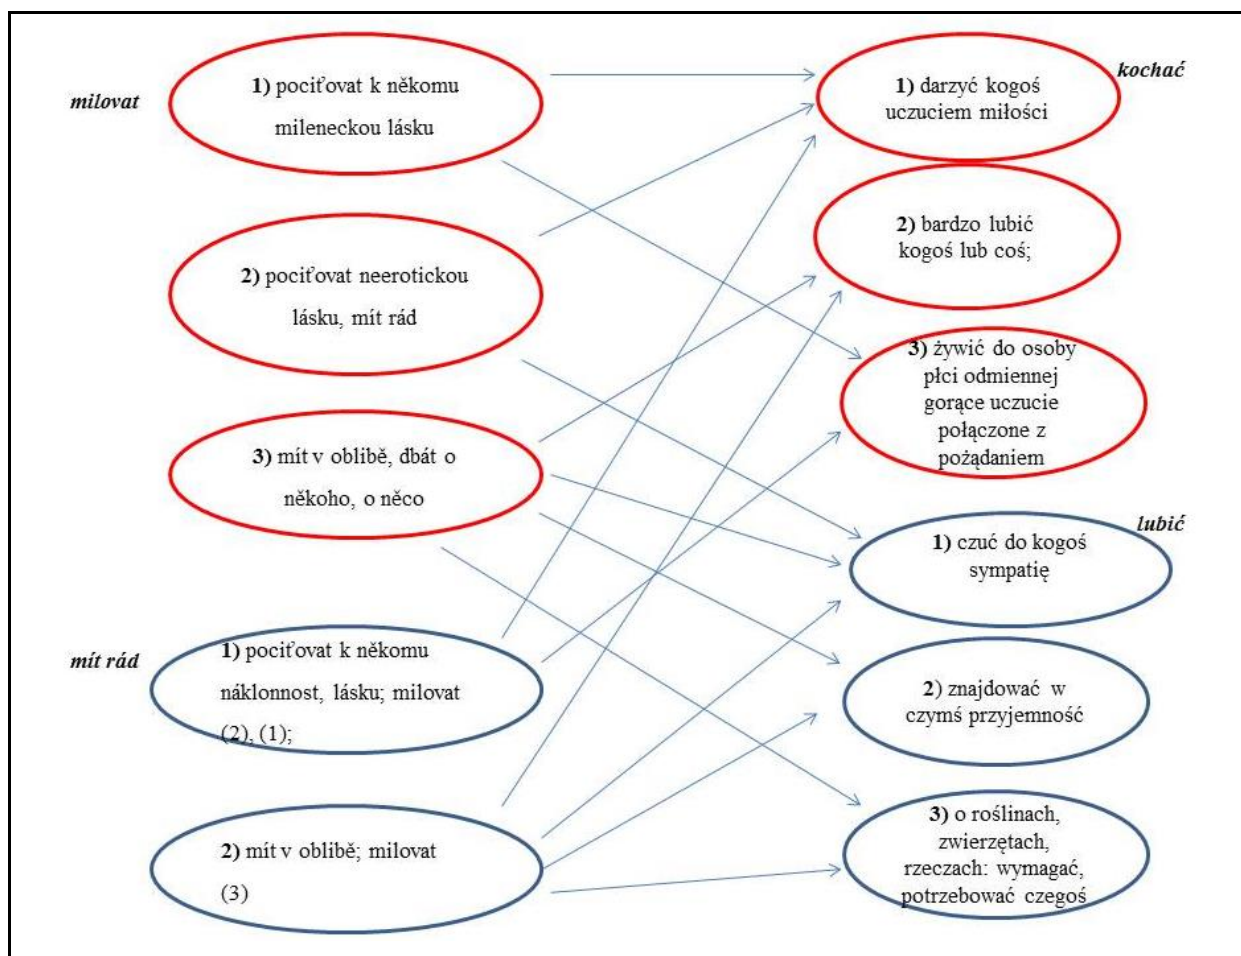 milovat
1) pociťovat k někomu
mileneckou lásku
2) pociťovat neerotickou
lásku, mít rád
3) mít v oblibě, dbát o
někoho, o něco
mít rád
1) pociťovat k někomu
náklonnost, lásku; milovat
(2), (1);
2) mít v oblibě; milovat
(3)
kochać
1) darzyć kogoś
uczuciem miłości
2) bardzo lubić
kogoś lub coś;
3) żywić do osoby
płci odmiennej
gorące uczucie
połączone z
pożądaniem
lubić
1) czuć do kogoś
sympatię
2) znajdować w
czymś przyjemność
3) o roślinach,
zwierzętach,
rzeczach: wymagać,
potrzebować czegoś